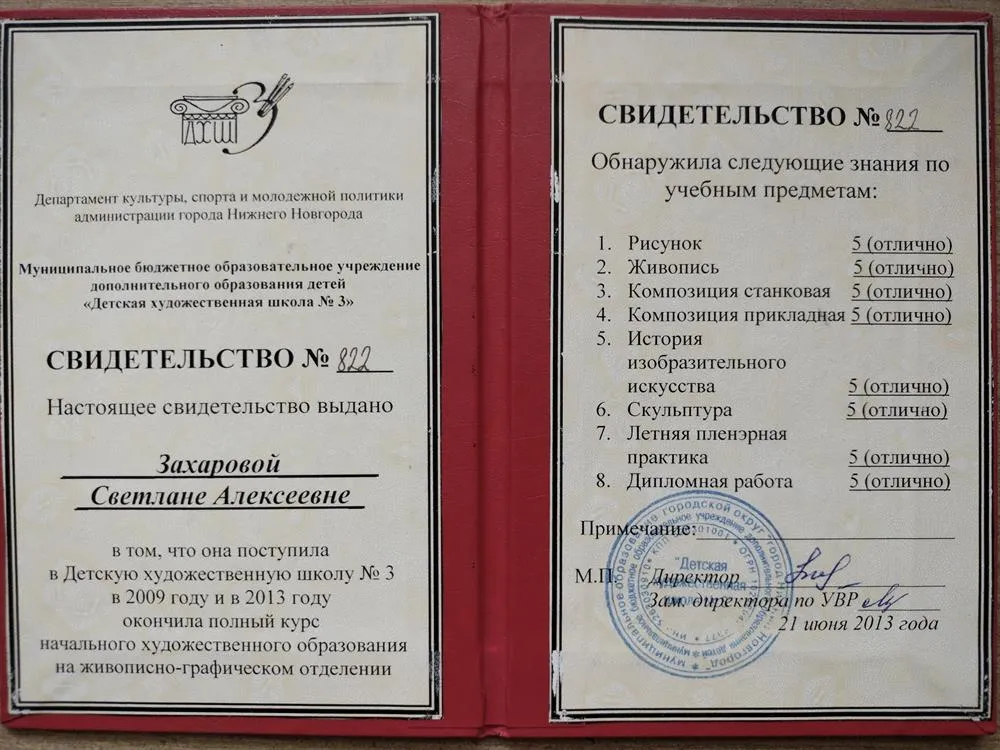 ДХШ 3
Департамент культуры, спорта и молодежной политики
администрации города Нижнего Новгорода
Муниципальное бюджетное образовательное учреждение
дополнительного образования детей
«Детская художественная школа № 3»
СВИДЕТЕЛЬСТВО № 822
Настоящее свидетельство выдано
Захаровой
Светлане Алексеевне
в том, что она поступила
в Детскую художественную школу № 3
в 2009 году и в 2013 году
окончила полный курс
начального художественного образования
на живописно-графическом отделении
СВИДЕТЕЛЬСТВО № 822
Обнаружила следующие знания по
учебным предметам:
1. Рисунок 5 (отлично)
2. Живопись 5 (отлично)
3. Композиция станковая 5 (отлично)
4. Композиция прикладная 5 (отлично)
5. История
изобразительного
искусства 5 (отлично)
6. Скульптура 5 (отлично)
7. Летняя пленэрная
практика 5 (отлично)
8. Дипломная работа 5 (отлично)
Примечание:
М.П. Директор
Зам. директора по УВР
21 июня 2013 года
"Детская
художественная